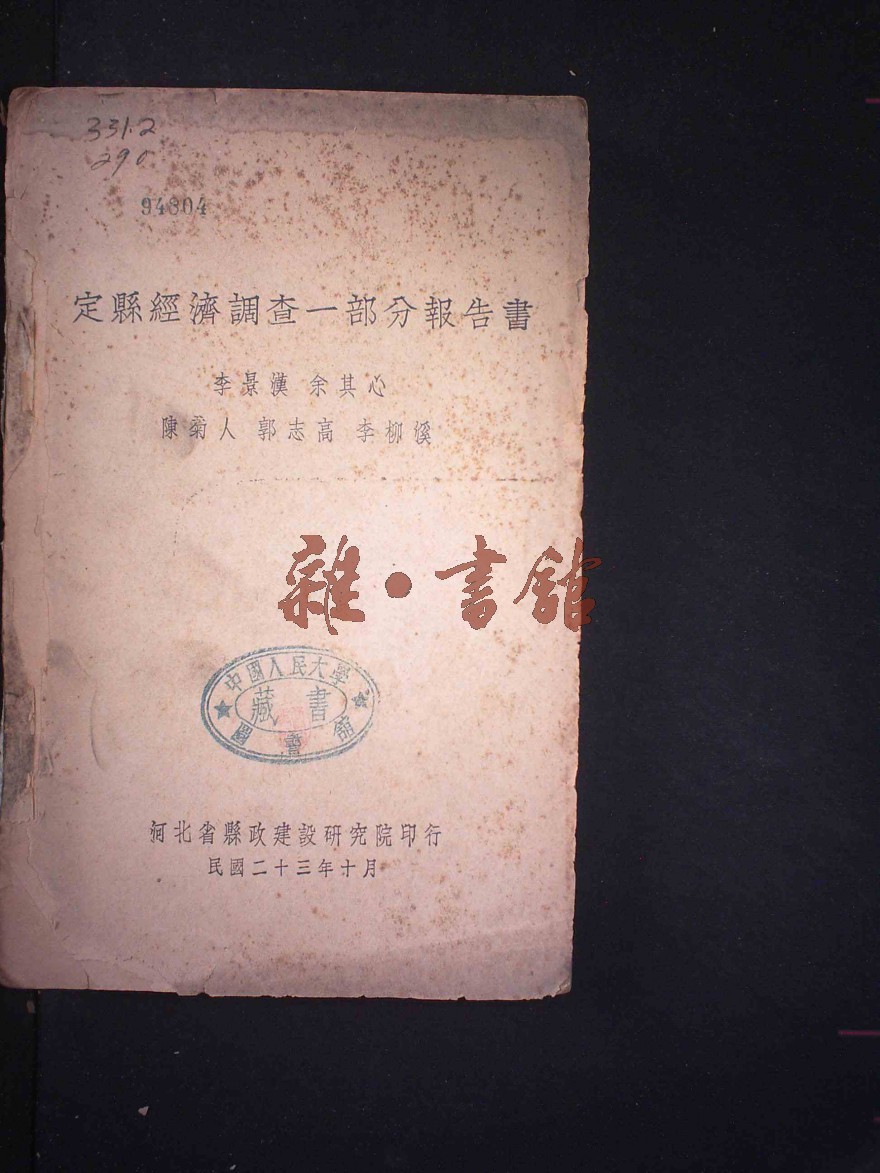 331.2
290
94304
定縣經濟調查一部分報告書
李景漢 余其心
陳菊人 郭志高 李柳溪
雜·書館
中國人民大學
藏書
圖書館
河北省縣政建設研究院印行
民國二十三年十月